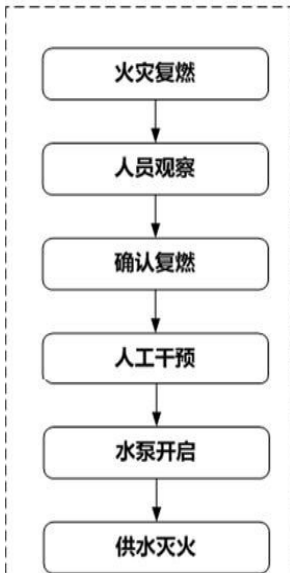 火灾复燃
人员观察
确认复燃
人工干预
水泵开启
供水灭火